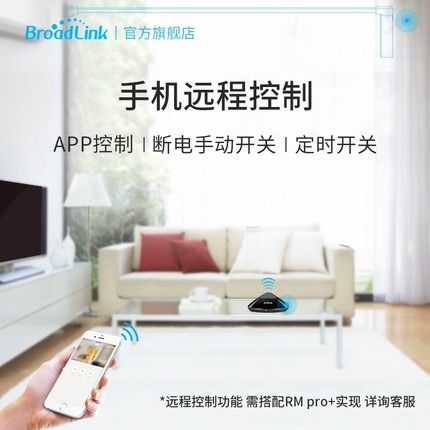 BroadLink | 官方旗舰店
手机远程控制
APP控制 | 断电手动开关 | 定时开关
*远程控制功能 需搭配RM pro+实现 详询客服